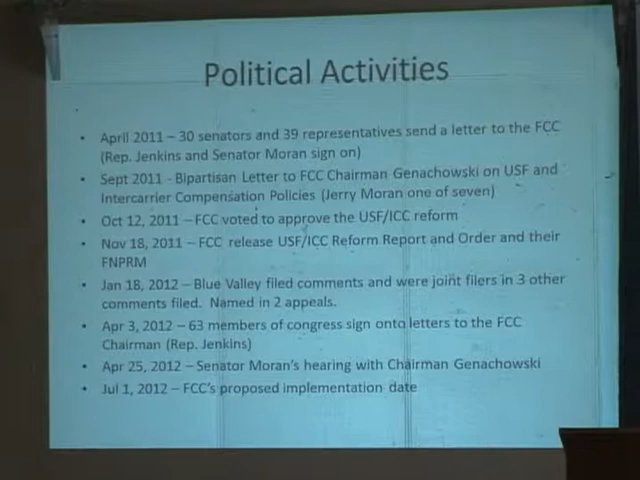 Political Activities
• April 2011 – 30 senators and 39 representatives send a letter to the FCC
(Rep. Jenkins and Senator Moran sign on)
• Sept 2011 - Bipartisan Letter to FCC Chairman Genachowski on USF and
Intercarrier Compensation Policies (Jerry Moran one of seven)
• Oct 12, 2011 – FCC voted to approve the USF/ICC reform
• Nov 18, 2011 – FCC release USF/ICC Reform Report and Order and their
FNPRM
• Jan 18, 2012 – Blue Valley filed comments and were joint filers in 3 other
comments filed. Named in 2 appeals.
• Apr 3, 2012 – 63 members of congress sign onto letters to the FCC
Chairman (Rep. Jenkins)
• Apr 25, 2012 – Senator Moran's hearing with Chairman Genachowski
• Jul 1, 2012 – FCC's proposed implementation date